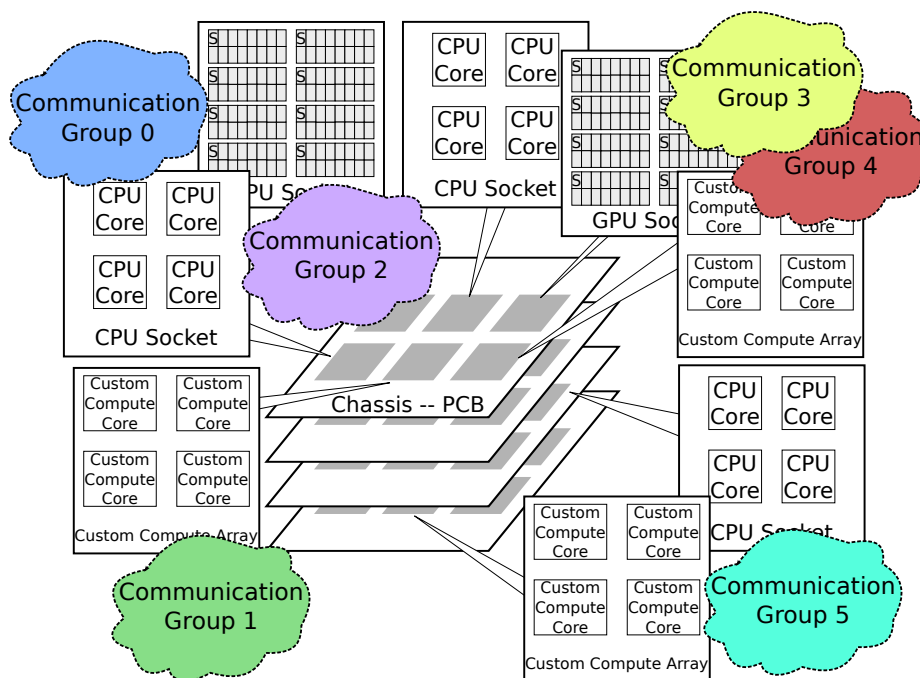 Communication
Group 0
S
S
S
S
S
S
S
S
CPU
Core
CPU
Core
CPU
Core
CPU
Core
CPU Socket
S
S
S
S
S
S
S
S
Communication
Group 3
Group 4
CPU
Core
CPU
Core
CPU
Core
CPU
Core
CPU Socket
Communication
Group 2
GPU
Custom
Compute
Core
Core
Custom
Compute
Core
Custom
Compute
Core
Custom Compute Array
Chassis -- PCB
Custom
Compute
Core
Custom
Compute
Core
Custom
Compute
Core
Custom
Compute
Core
Custom Compute Array
CPU
Core
CPU
Core
CPU
Core
CPU
Core
CPU Socket
Custom
Compute
Core
Custom
Compute
Core
Custom
Compute
Core
Custom
Compute
Core
Custom Compute Array
Communication
Group 1
Communication
Group 5